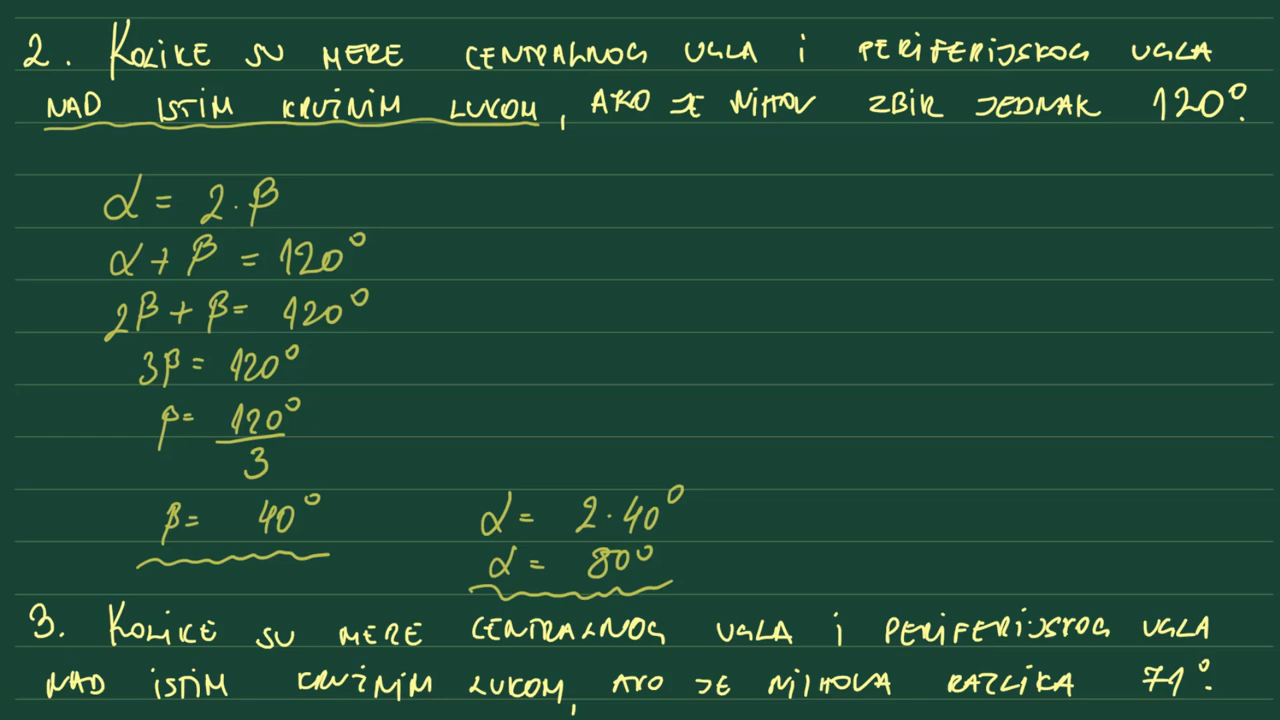 2. KOLIKE SU MERE CENTRALNOG UGLA I PERIFERIJSKOG UGLA
NAD ISTIM KRUŽNIM LUKOM, AKO JE NJIHOV ZBIR JEDNAK 120°?
α = 2·β
α + β = 120°
2β + β = 120°
3β = 120°
β = 120°/3
β = 40°
α = 2·40°
α = 80°
3. KOLIKE SU MERE CENTRALNOG UGLA I PERIFERIJSKOG UGLA
NAD ISTIM KRUŽNIM LUKOM, AKO JE NJIHOVA RAZLIKA 71°?